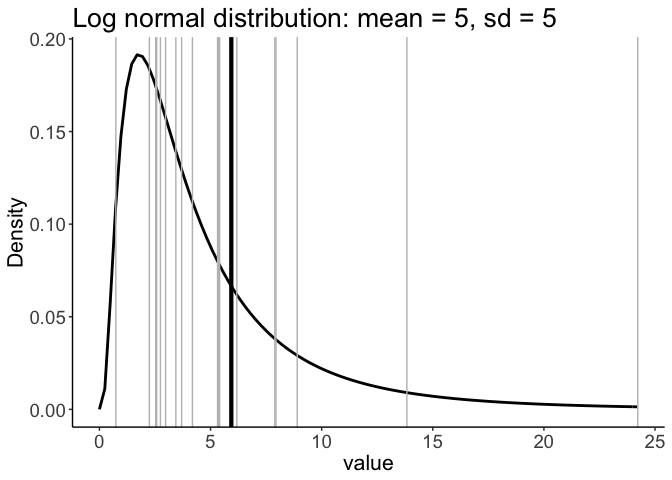 Log normal distribution: mean = 5, sd = 5
0.20
0.15
0.10
0.05
0.00
Density
0 5 10 15 20 25
value